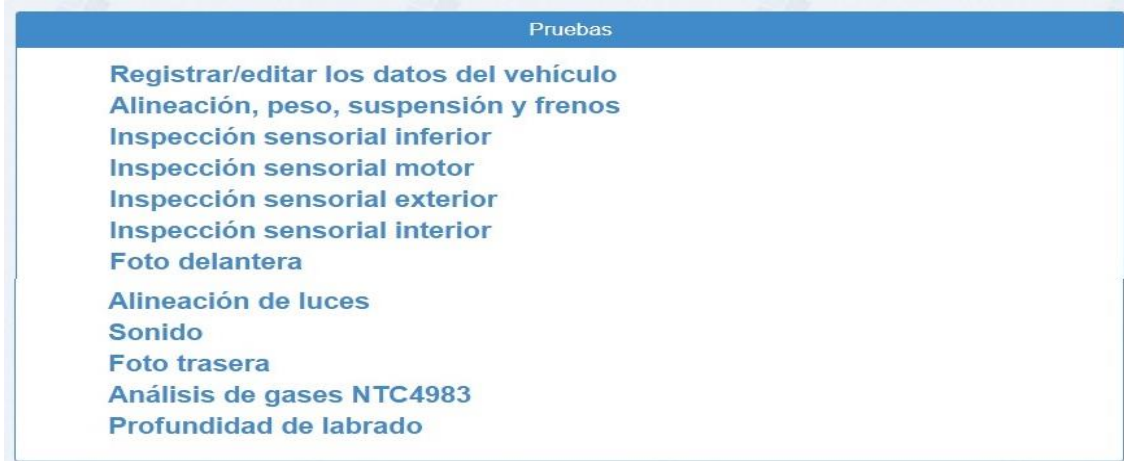 Pruebas
Registrar/editar los datos del vehículo
Alineación, peso, suspensión y frenos
Inspección sensorial inferior
Inspección sensorial motor
Inspección sensorial exterior
Inspección sensorial interior
Foto delantera
Alineación de luces
Sonido
Foto trasera
Análisis de gases NTC4983
Profundidad de labrado